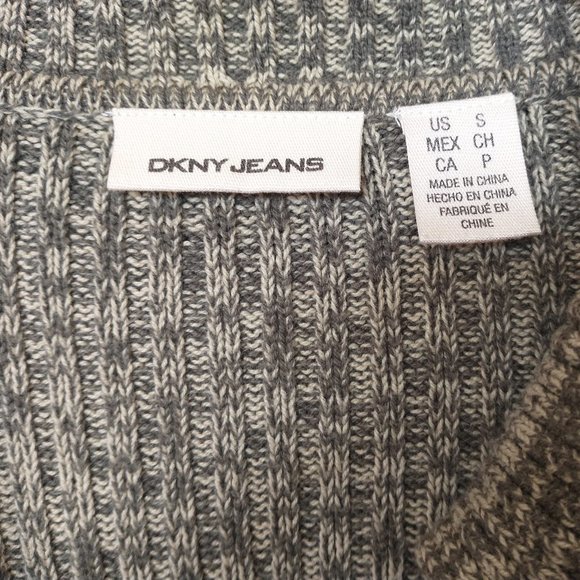 DKNY JEANS
US S
MEX CH
CA P
MADE IN CHINA
HECHO EN CHINA
FABRIQUÉ EN
CHINE